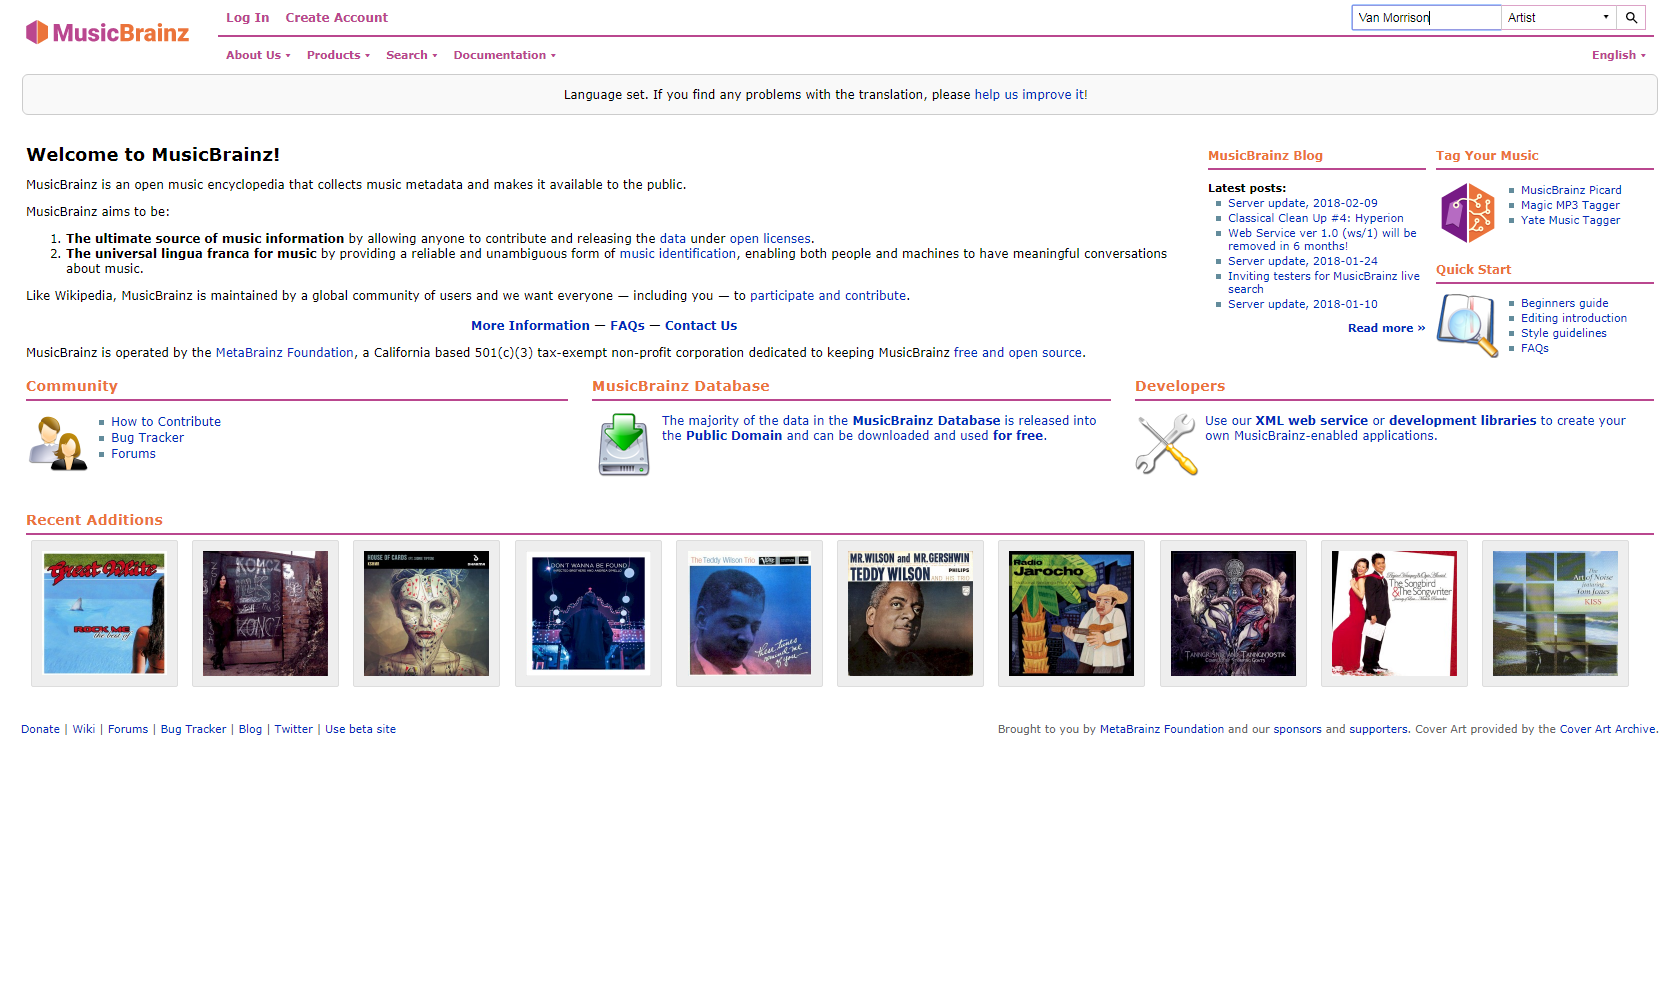 MusicBrainz
Log In Create Account
Van Morrison Artist
About Us Products Search Documentation English
Language set. If you find any problems with the translation, please help us improve it!
Welcome to MusicBrainz!
MusicBrainz is an open music encyclopedia that collects music metadata and makes it available to the public.
MusicBrainz aims to be:
1. The ultimate source of music information by allowing anyone to contribute and releasing the data under open licenses.
2. The universal lingua franca for music by providing a reliable and unambiguous form of music identification, enabling both people and machines to have meaningful conversations
about music.
Like Wikipedia, MusicBrainz is maintained by a global community of users and we want everyone — including you — to participate and contribute.
More Information — FAQs — Contact Us
MusicBrainz is operated by the MetaBrainz Foundation, a California based 501(c)(3) tax-exempt non-profit corporation dedicated to keeping MusicBrainz free and open source.
MusicBrainz Blog
Latest posts:
Server update, 2018-02-09
Classical Clean Up #4: Hyperion
Web Service ver 1.0 (ws/1) will be
removed in 6 months!
Server update, 2018-01-24
Inviting testers for MusicBrainz live
search
Server update, 2018-01-10
Read more »
Tag Your Music
MusicBrainz Picard
Magic MP3 Tagger
Yate Music Tagger
Quick Start
Beginners guide
Editing introduction
Style guidelines
FAQs
Community
How to Contribute
Bug Tracker
Forums
MusicBrainz Database
The majority of the data in the MusicBrainz Database is released into
the Public Domain and can be downloaded and used for free.
Developers
Use our XML web service or development libraries to create your
own MusicBrainz-enabled applications.
Recent Additions
Great White
ROCK ME
the best of
KONCZ
HOUSE OF CARDS
DON'T WANNA BE FOUND
The Teddy Wilson Trio Verve
these tunes
remind me
of you
MR. WILSON and MR. GERSHWIN
TEDDY WILSON AND HIS TRIO
PHILIPS
Radio
Jarocho
The Songbird
& The Songwriter
The
Art of Noise
featuring
Tom Jones
KISS
Donate | Wiki | Forums | Bug Tracker | Blog | Twitter | Use beta site
Brought to you by MetaBrainz Foundation and our sponsors and supporters. Cover Art provided by the Cover Art Archive.